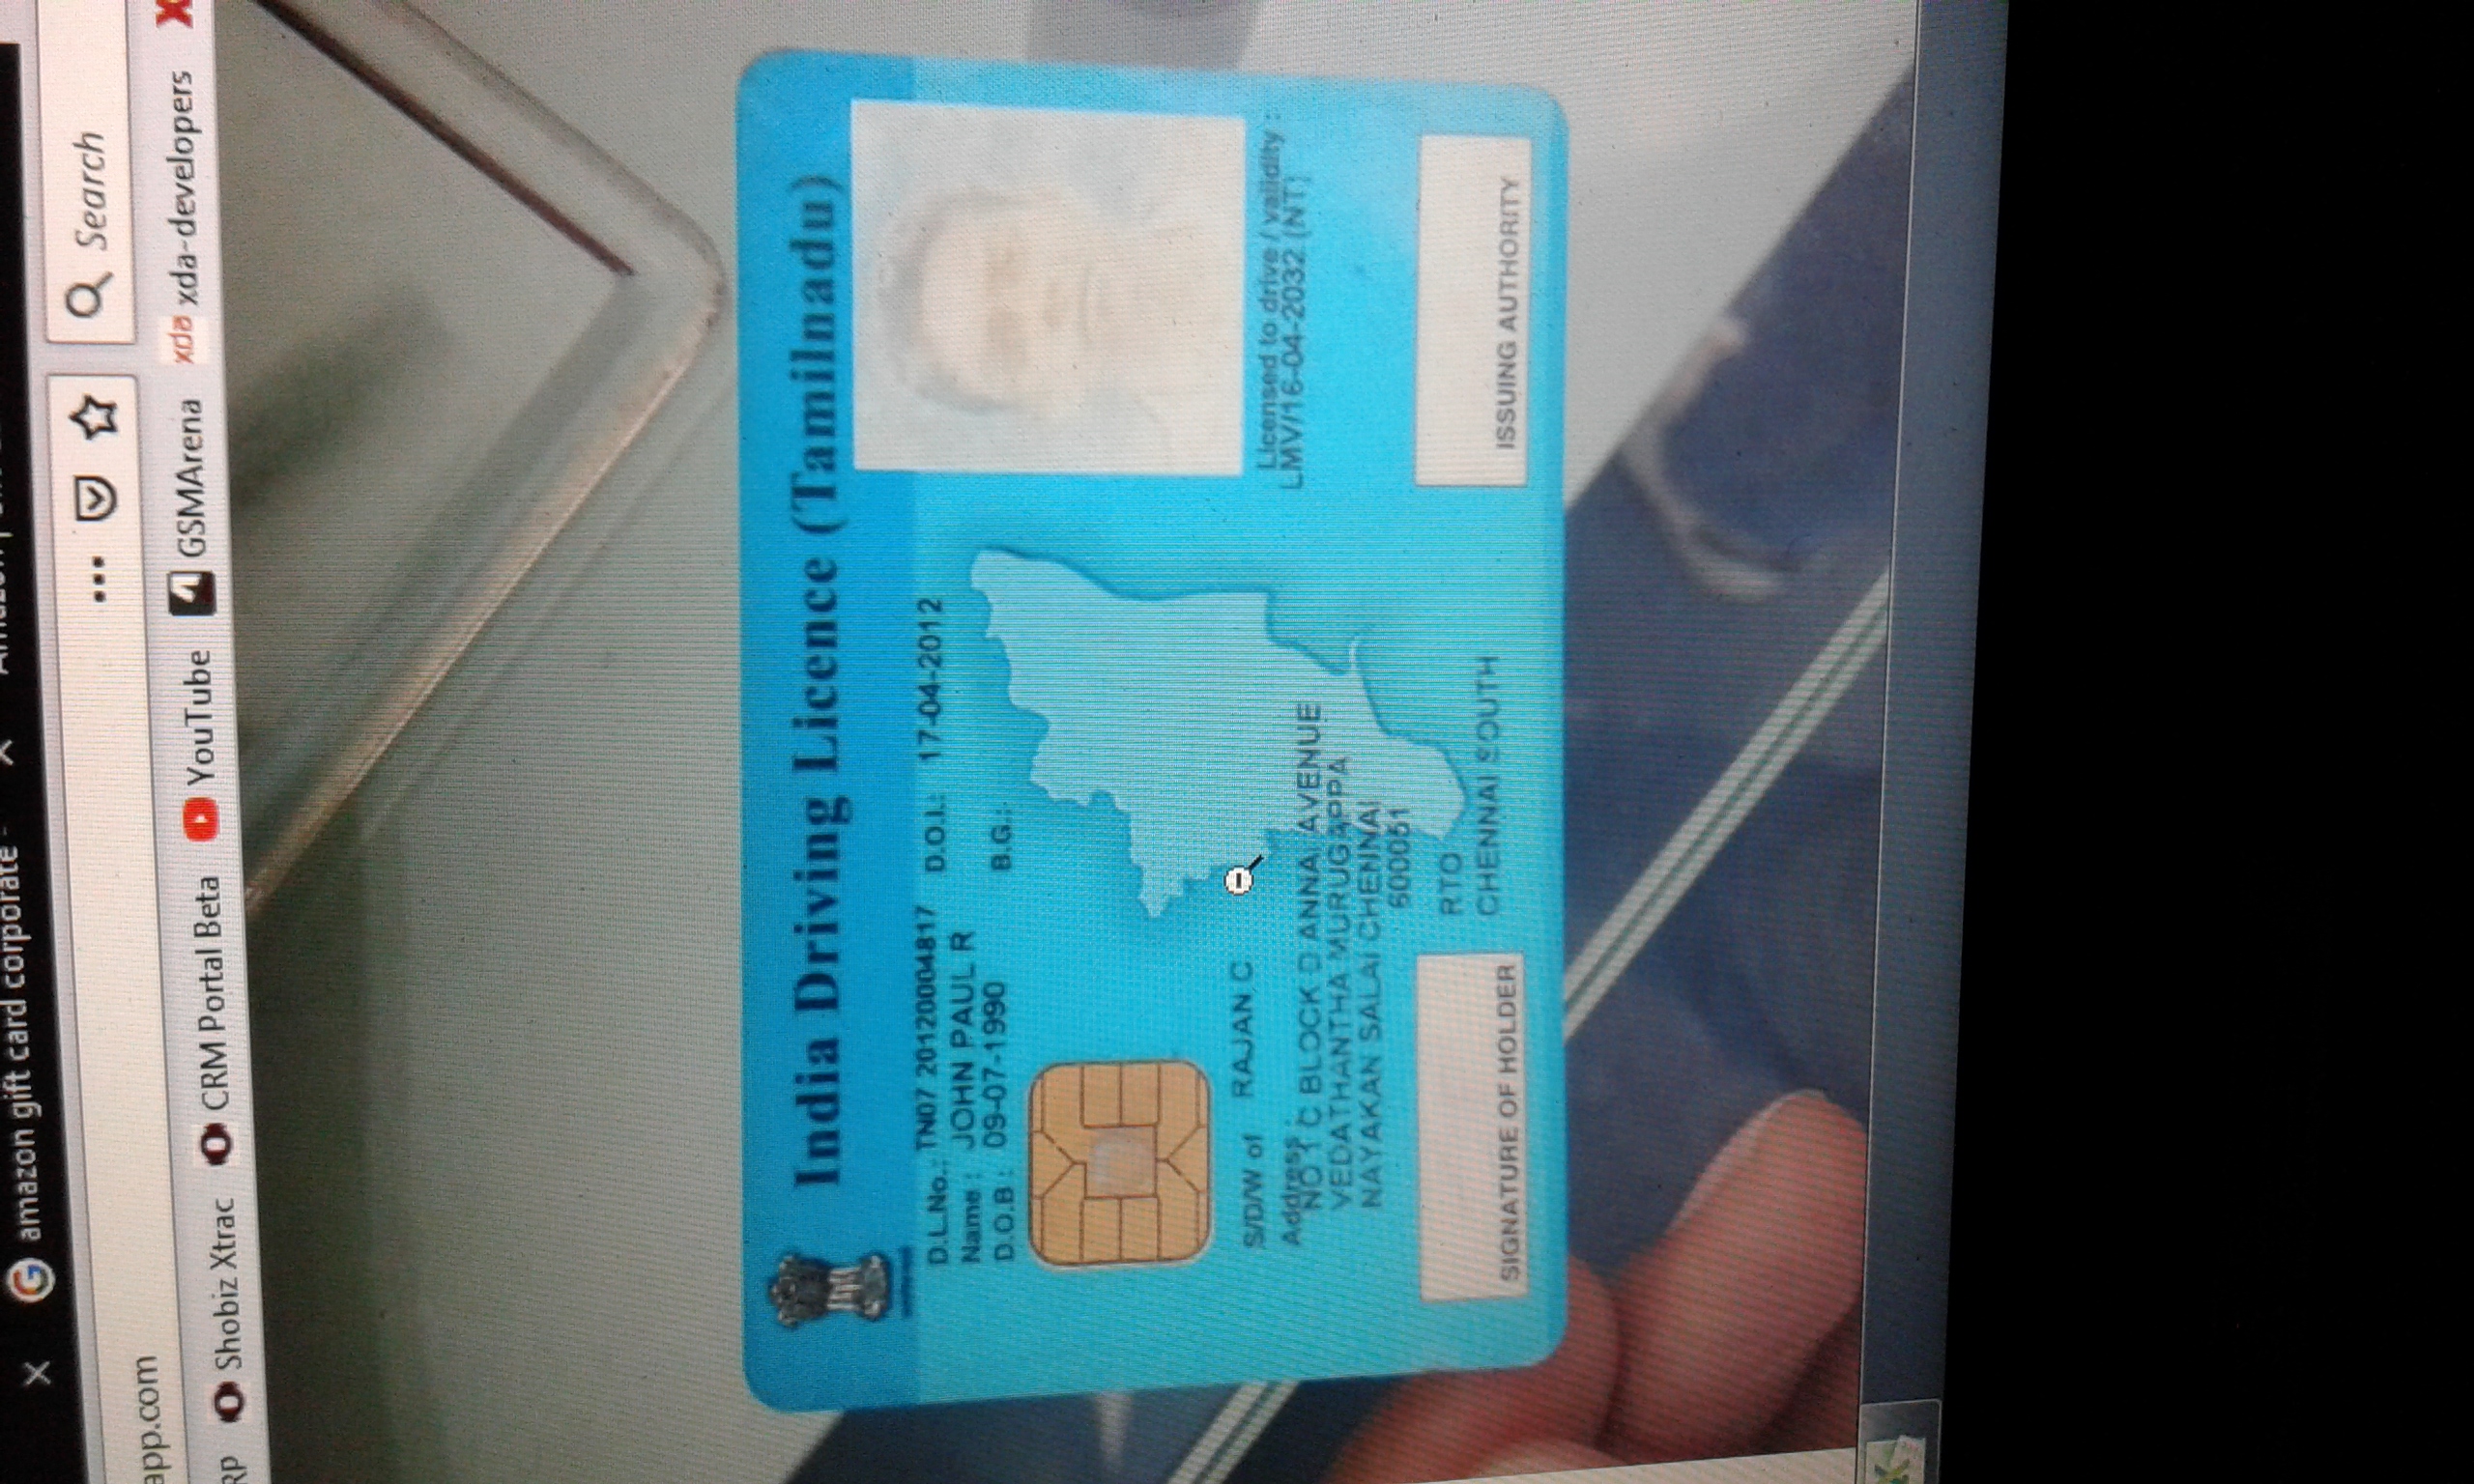 amazon gift card corporate -
app.com
Search
RP Shobiz Xtrac CRM Portal Beta YouTube GSMArena xda xda-developers
India Driving Licence (Tamilnadu)
D.L.No.: TN07 20120004817 D.O.I.: 17-04-2012
Name : JOHN PAUL R
D.O.B : 09-07-1990 B.G.:
S/D/W of RAJAN C
Address :
NO 1 C BLOCK D ANNAI AVENUE
VEDATHANTHA MURUGAPPA
NAYAKAN SALAI CHENNAI
600051
Licensed to drive / validity :
LMV/16-04-2032 (NT)
SIGNATURE OF HOLDER
RTO
CHENNAI SOUTH
ISSUING AUTHORITY